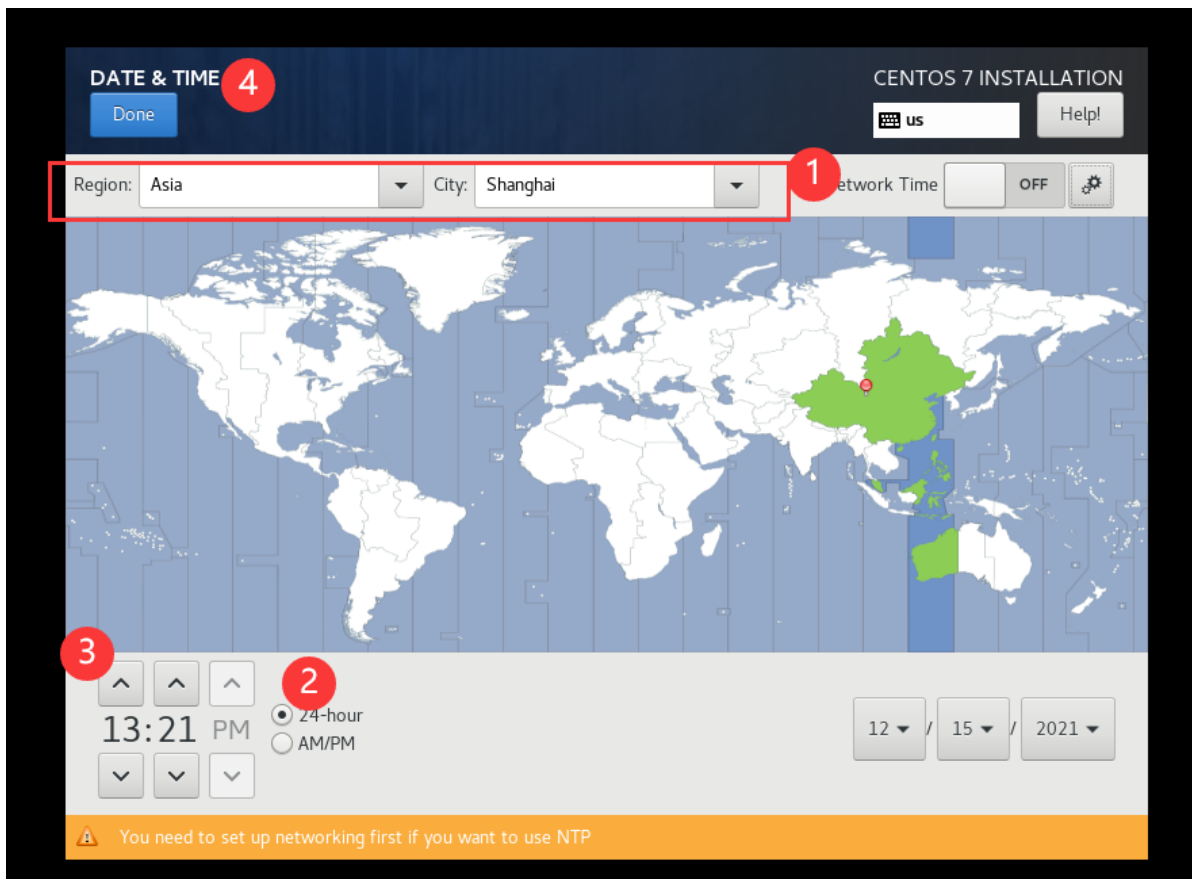 DATE & TIME
4
CENTOS 7 INSTALLATION
Done
us
Help!
1
Region: Asia City: Shanghai etwork Time OFF
3
2
13:21 PM
24-hour
AM/PM
12 / 15 / 2021
You need to set up networking first if you want to use NTP